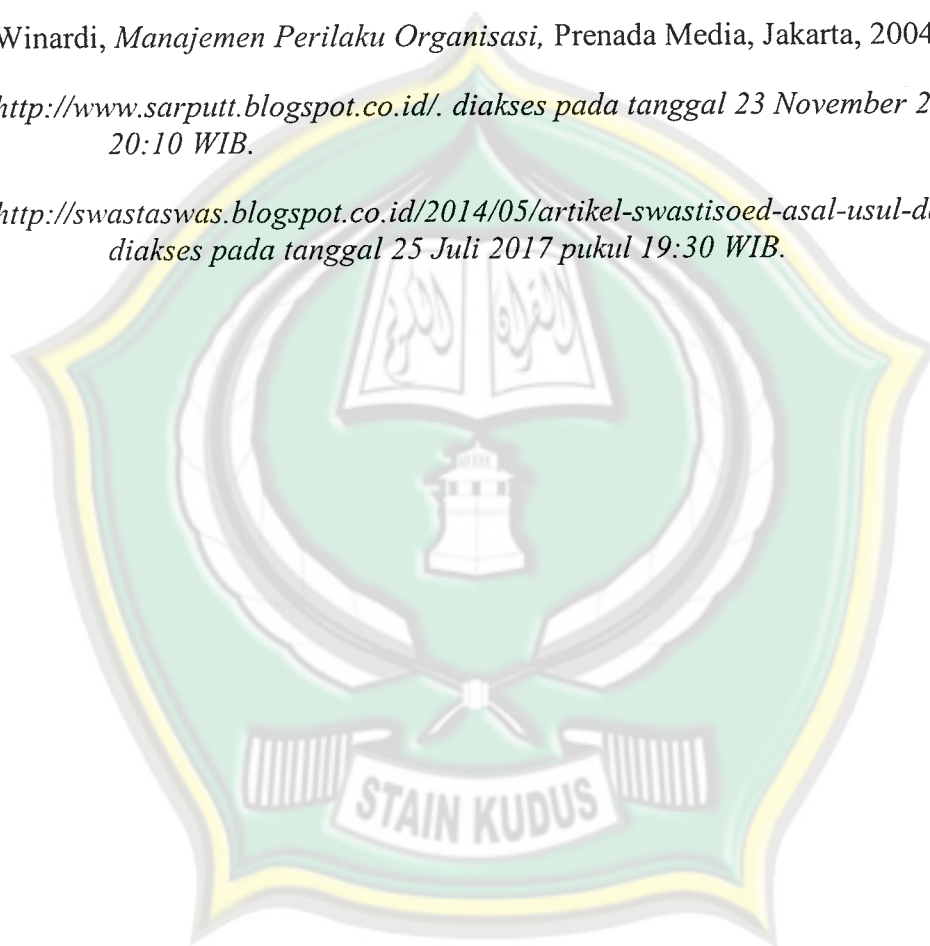 Winardi, Manajemen Perilaku Organisasi, Prenada Media, Jakarta, 2004
http://www.sarputt.blogspot.co.id/. diakses pada tanggal 23 November 2
20:10 WIB.
http://swastaswas.blogspot.co.id/2014/05/artikel-swastisoed-asal-usul-d
diakses pada tanggal 25 Juli 2017 pukul 19:30 WIB.
القرآن الكريم
STAIN KUDUS